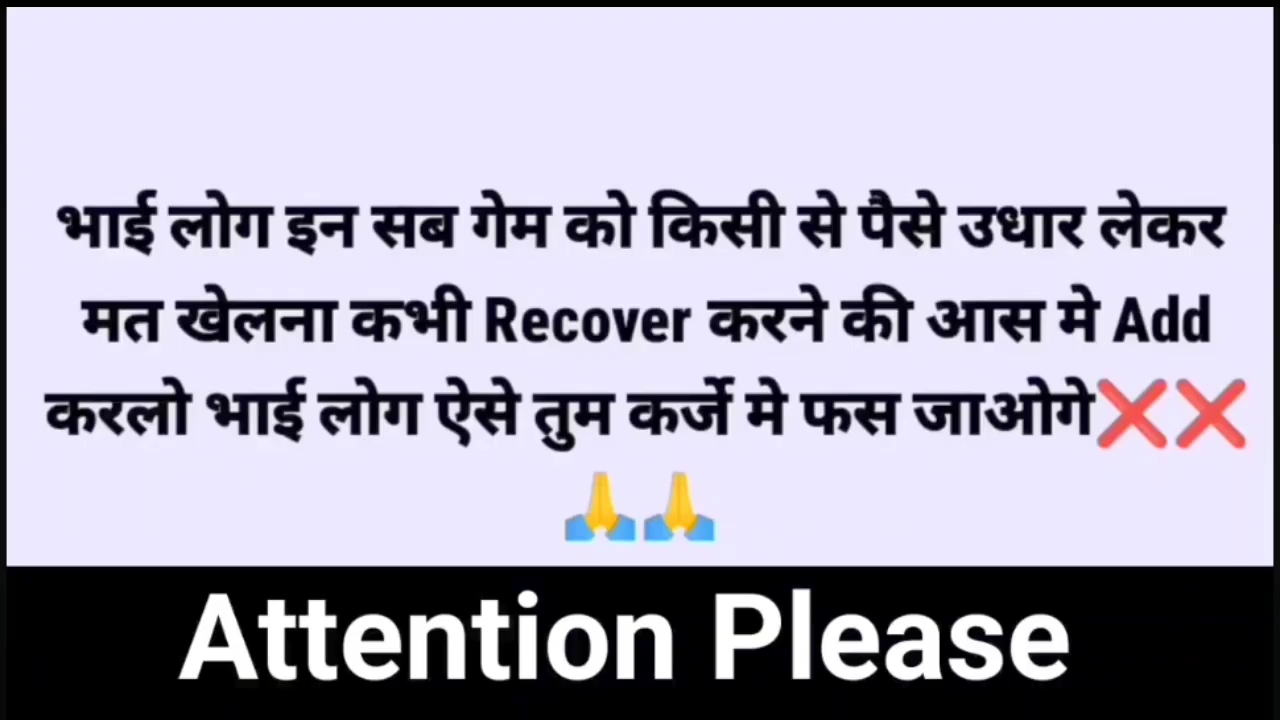 भाई लोग इन सब गेम को किसी से पैसे उधार लेकर
मत खेलना कभी Recover करने की आस मे Add
करलो भाई लोग ऐसे तुम कर्जे मे फस जाओगे❌❌
🙏🙏
Attention Please